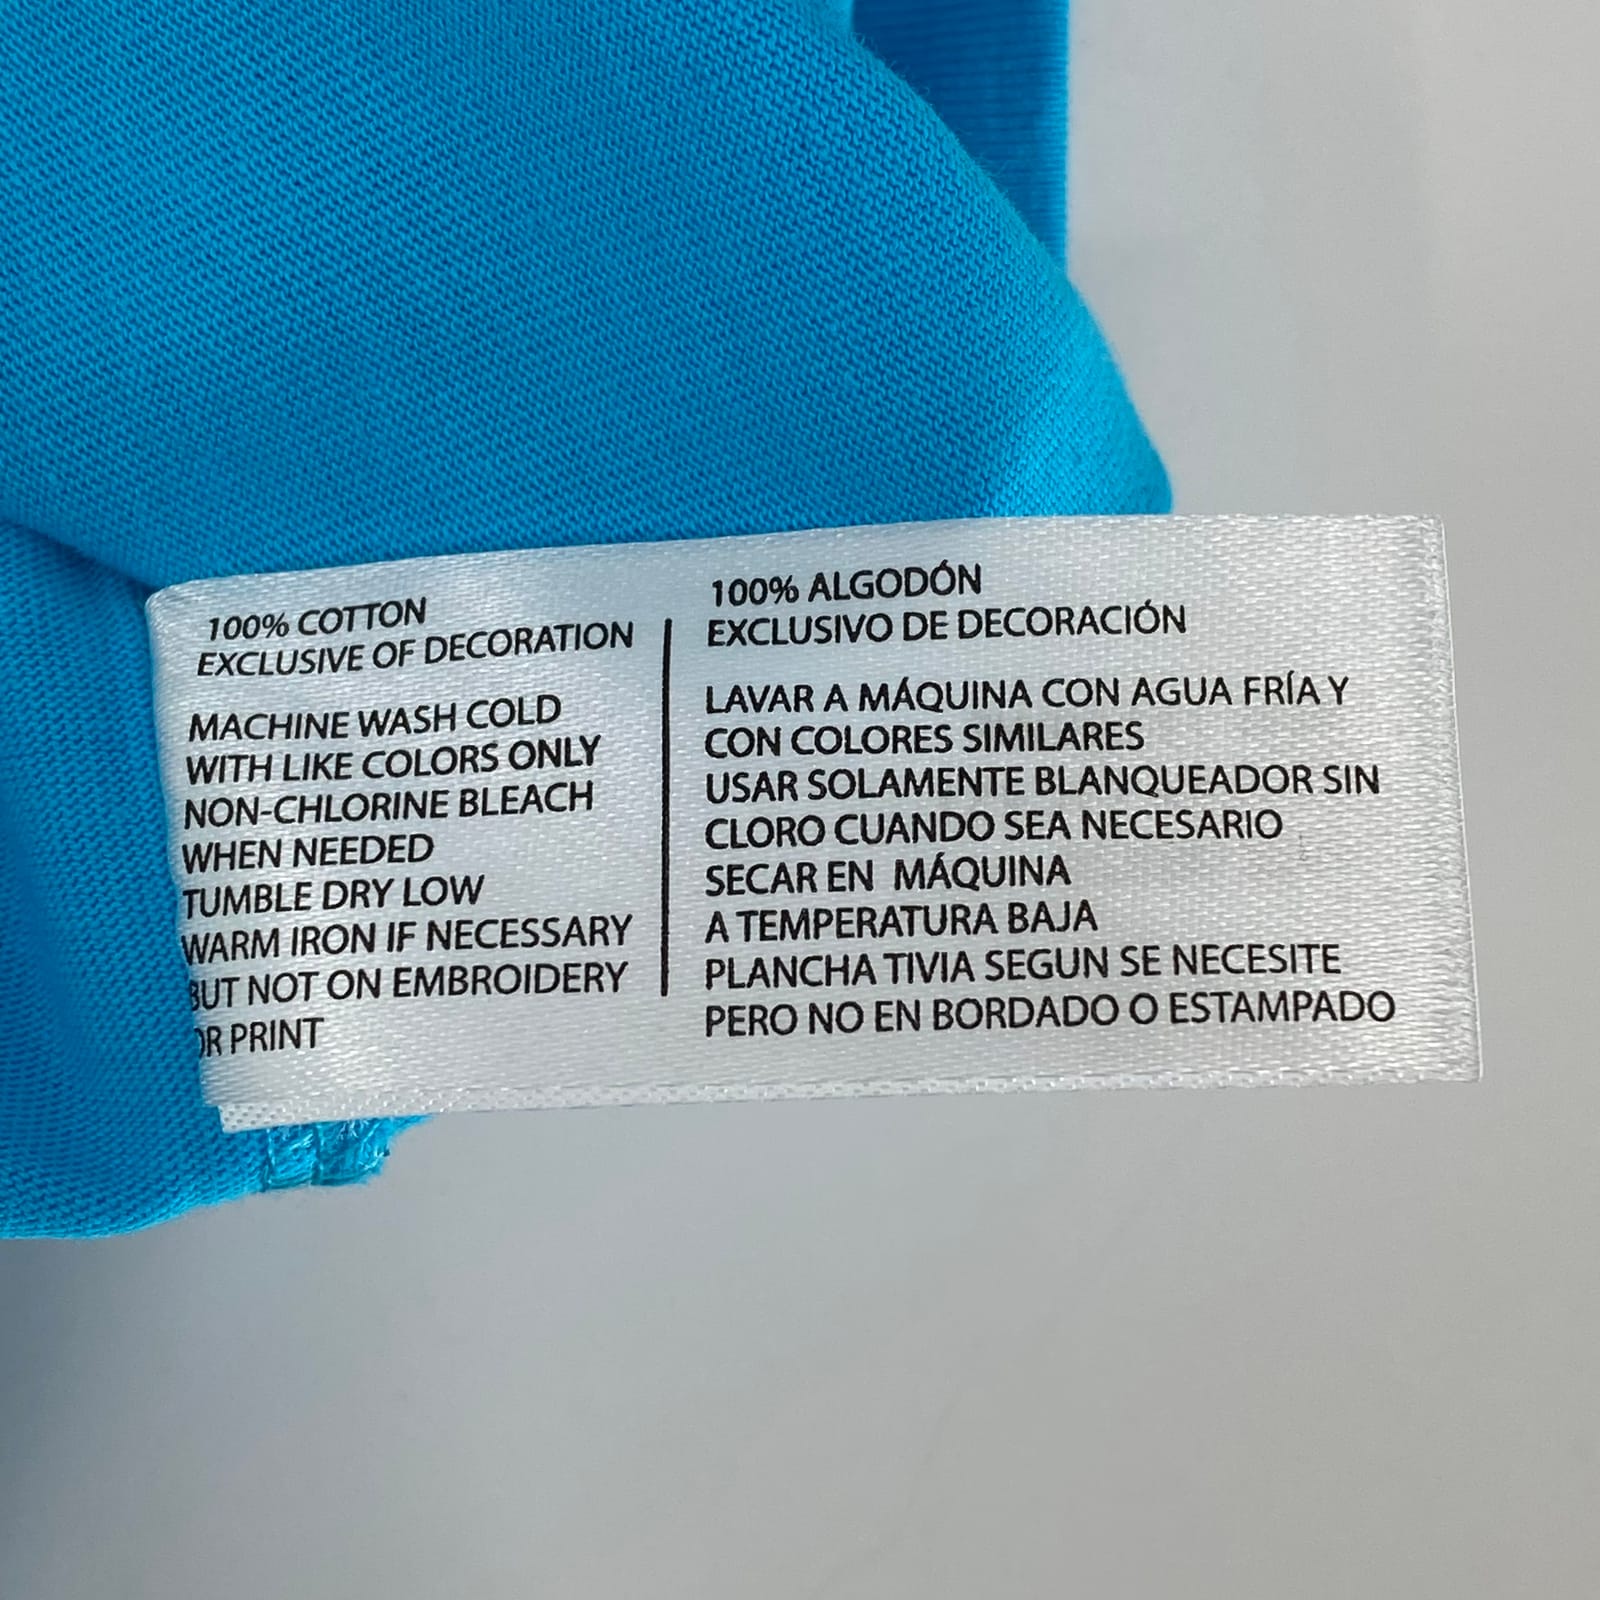 100% COTTON
EXCLUSIVE OF DECORATION
MACHINE WASH COLD
WITH LIKE COLORS ONLY
NON-CHLORINE BLEACH
WHEN NEEDED
TUMBLE DRY LOW
WARM IRON IF NECESSARY
BUT NOT ON EMBROIDERY
OR PRINT
100% ALGODÓN
EXCLUSIVO DE DECORACIÓN
LAVAR A MÁQUINA CON AGUA FRÍA Y
CON COLORES SIMILARES
USAR SOLAMENTE BLANQUEADOR SIN
CLORO CUANDO SEA NECESARIO
SECAR EN MÁQUINA
A TEMPERATURA BAJA
PLANCHA TIVIA SEGUN SE NECESITE
PERO NO EN BORDADO O ESTAMPADO